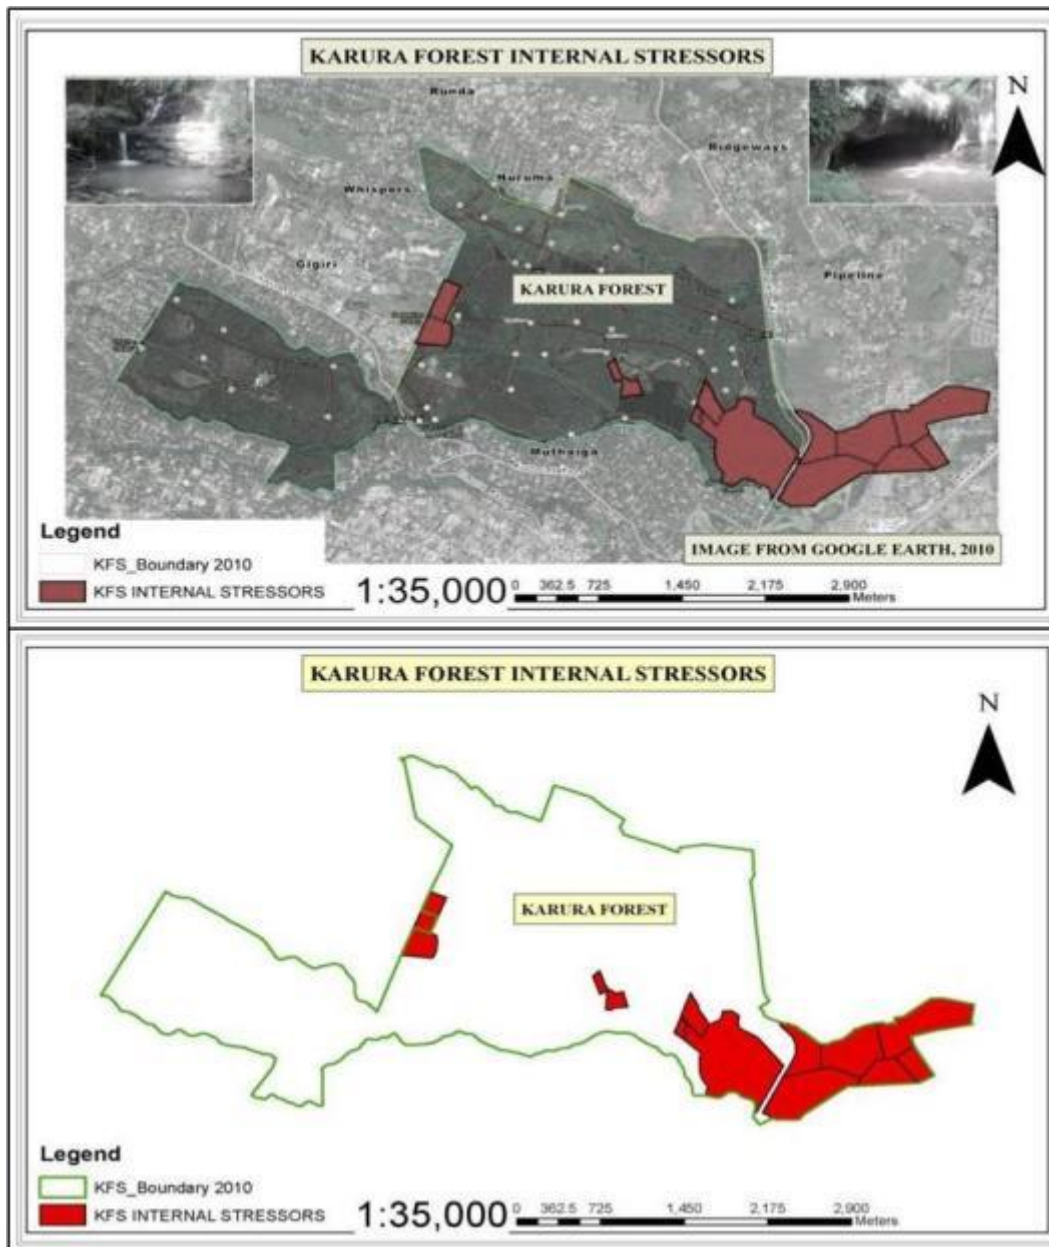 KARURA FOREST INTERNAL STRESSORS
N
Runda
Ridgeways
Huruma
Whispers
Gigiri
Pipeline
KARURA FOREST
Muthaiga
Legend
IMAGE FROM GOOGLE EARTH, 2010
KFS_Boundary 2010
KFS INTERNAL STRESSORS
1:35,000
0 362.5 725 1,450 2,175 2,900
Meters
KARURA FOREST INTERNAL STRESSORS
N
KARURA FOREST
Legend
KFS_Boundary 2010
KFS INTERNAL STRESSORS
1:35,000
0 362.5 725 1,450 2,175 2,900
Meters